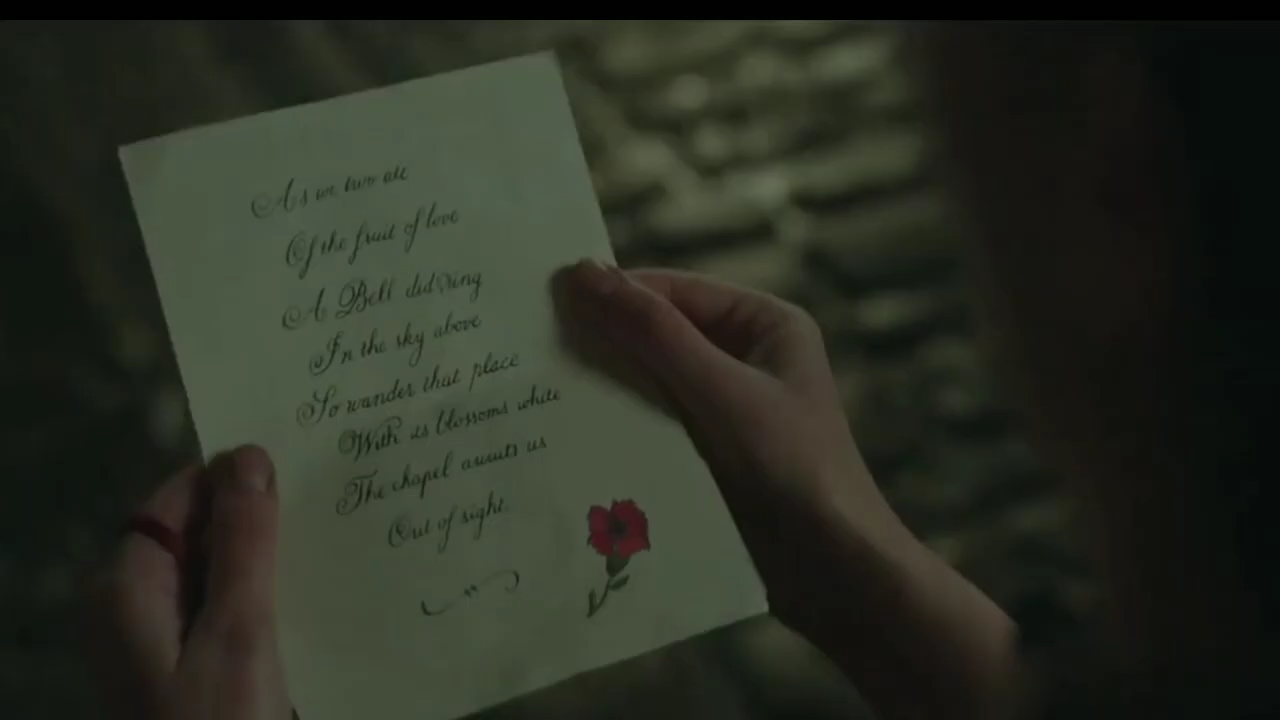 As we two ate
Of the fruit of love
A Bell did ring
In the sky above
So wander that place
With its blossoms white
The chapel awaits us
Out of sight.